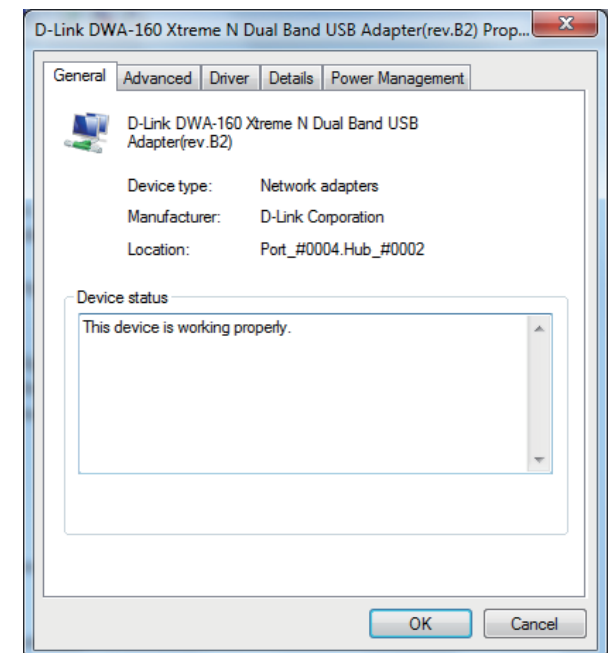 D-Link DWA-160 Xtreme N Dual Band USB Adapter(rev.B2) Prop...
General Advanced Driver Details Power Management
D-Link DWA-160 Xtreme N Dual Band USB
Adapter(rev.B2)
Device type: Network adapters
Manufacturer: D-Link Corporation
Location: Port_#0004.Hub_#0002
Device status
This device is working properly.
OK Cancel